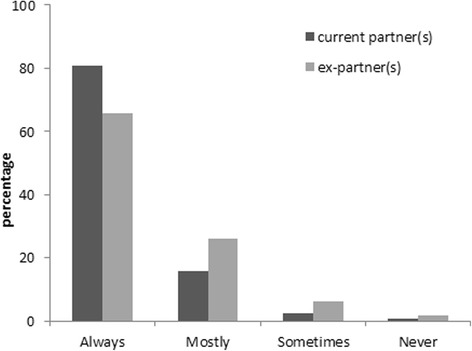 100
80
60
40
20
0
percentage
current partner(s)
ex-partner(s)
Always Mostly Sometimes Never